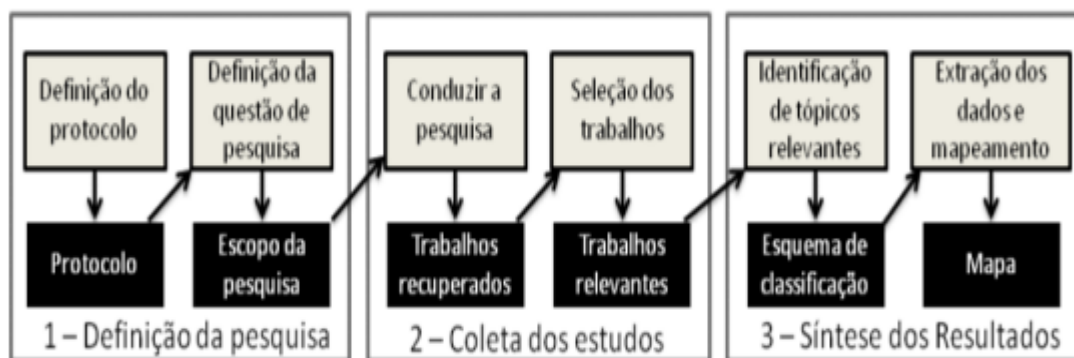 Definição do
protocolo
Definição da
questão de
pesquisa
Protocolo
Escopo da
pesquisa
1 – Definição da pesquisa
Conduzir a
pesquisa
Seleção dos
trabalhos
Trabalhos
recuperados
Trabalhos
relevantes
2 – Coleta dos estudos
Identificação
de tópicos
relevantes
Extração dos
dados e
mapeamento
Esquema de
classificação
Mapa
3 – Síntese dos Resultados